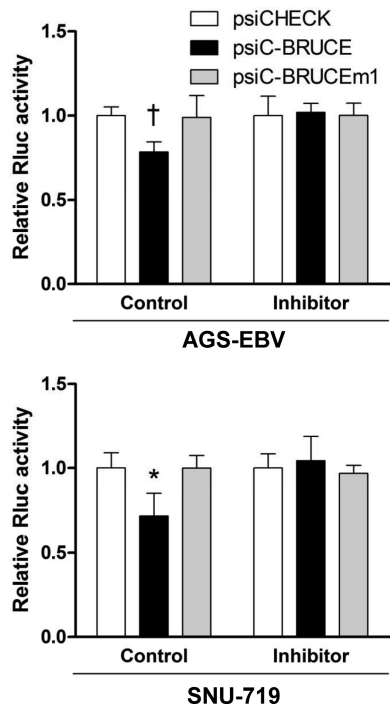 psiCHECK
psiC-BRUCE
psiC-BRUCEm1
Relative Rluc activity
1.5
1.0
0.5
0.0
†
Control
Inhibitor
AGS-EBV
Relative Rluc activity
1.5
1.0
0.5
0.0
*
Control
Inhibitor
SNU-719